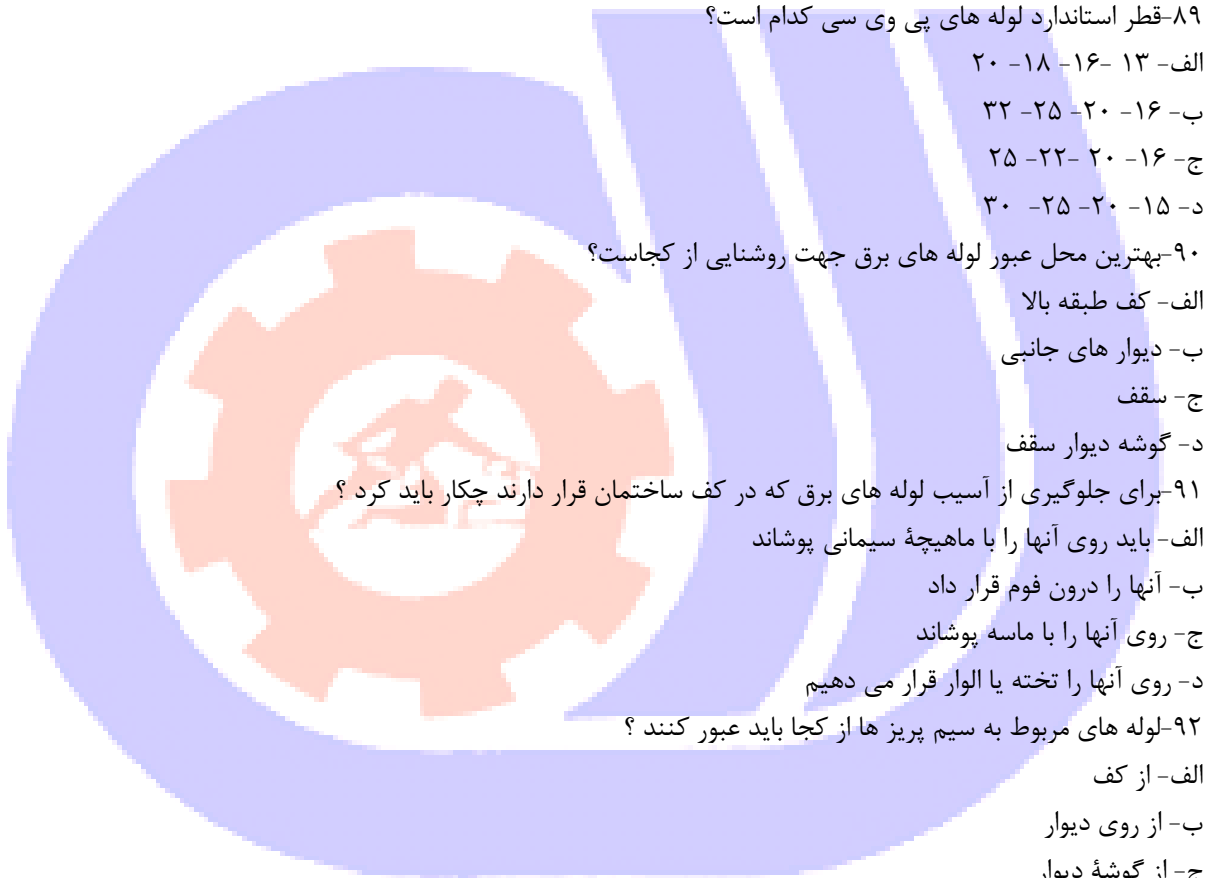 ۸۹-قطر استاندارد لوله های پی وی سی کدام است؟
الف- ۱۳ -۱۶- ۱۸- ۲۰
ب- ۱۶- ۲۰- ۲۵- ۳۲
ج- ۱۶- ۲۰ -۲۲- ۲۵
د- ۱۵- ۲۰- ۲۵- ۳۰
۹۰-بهترین محل عبور لوله های برق جهت روشنایی از کجاست؟
الف- کف طبقه بالا
ب- دیوار های جانبی
ج- سقف
د- گوشه دیوار سقف
۹۱-برای جلوگیری از آسیب لوله های برق که در کف ساختمان قرار دارند چکار باید کرد ؟
الف- باید روی آنها را با ماهیچۀ سیمانی پوشاند
ب- آنها را درون فوم قرار داد
ج- روی آنها را با ماسه پوشاند
د- روی آنها را تخته یا الوار قرار می دهیم
۹۲-لوله های مربوط به سیم پریز ها از کجا باید عبور کنند ؟
الف- از کف
ب- از روی دیوار
ج- از گوشۀ دیوار